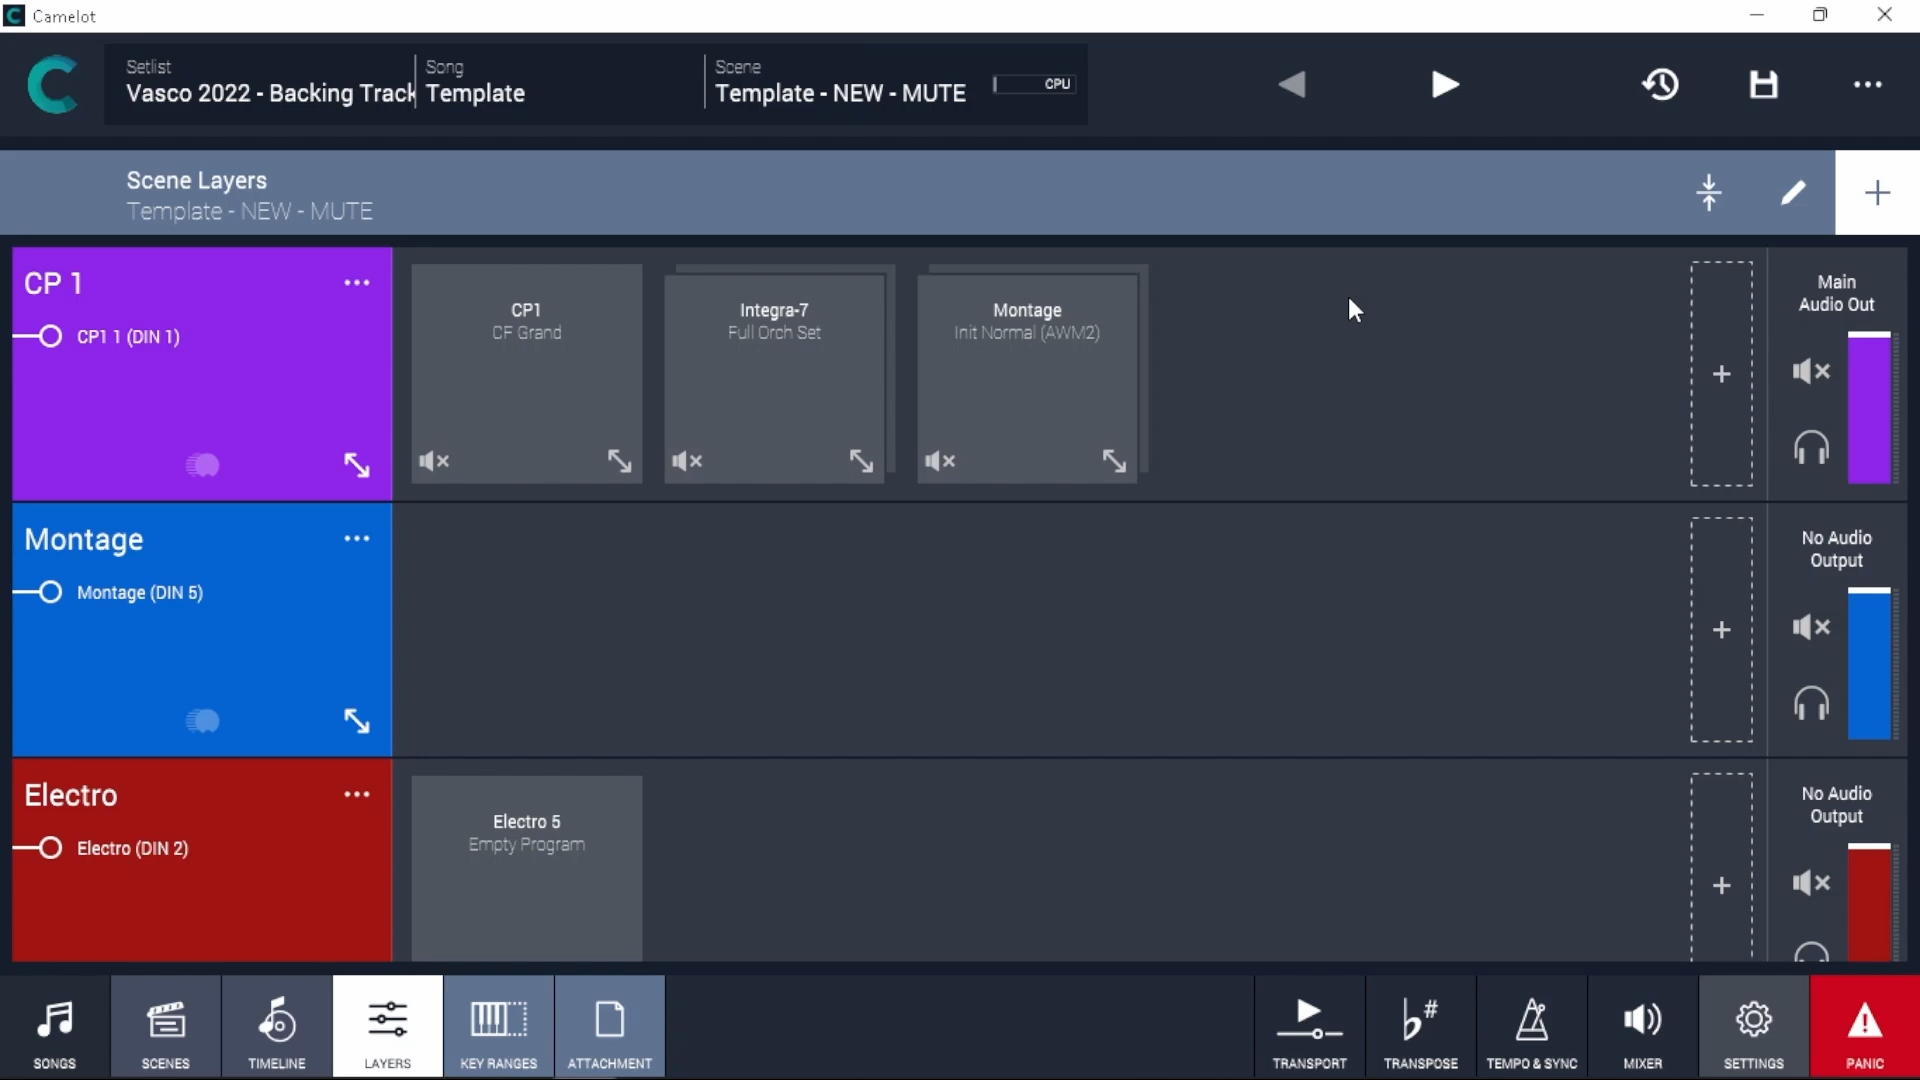 Camelot
Setlist
Vasco 2022 - Backing Track
Song
Template
Scene
Template - NEW - MUTE
CPU
Scene Layers
Template - NEW - MUTE
CP 1
CP1 1 (DIN 1)
CP1
CF Grand
Integra-7
Full Orch Set
Montage
Init Normal (AWM2)
Main
Audio Out
Montage
Montage (DIN 5)
No Audio
Output
Electro
Electro (DIN 2)
Electro 5
Empty Program
No Audio
Output
SONGS
SCENES
TIMELINE
LAYERS
KEY RANGES
ATTACHMENT
TRANSPORT
TRANSPOSE
TEMPO & SYNC
MIXER
SETTINGS
PANIC